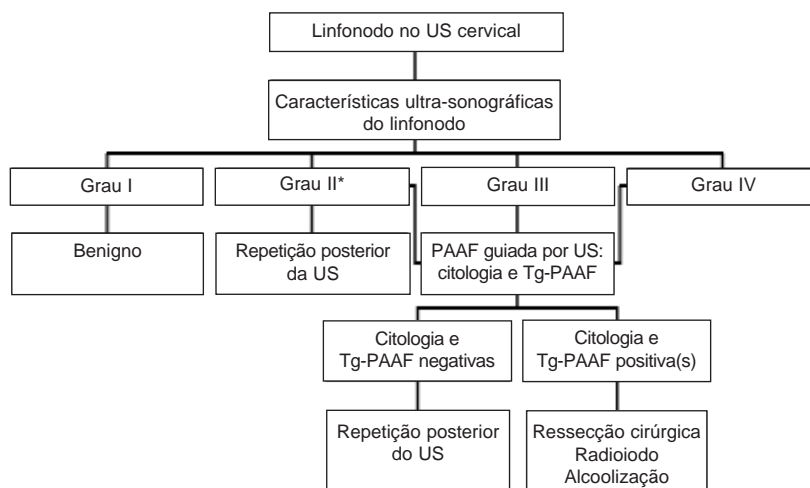 Linfonodo no US cervical
Características ultra-sonográficas
do linfonodo
Grau I
Grau II*
Grau III
Grau IV
Benigno
Repetição posterior
da US
PAAF guiada por US:
citologia e Tg-PAAF
Citologia e
Tg-PAAF negativas
Citologia e
Tg-PAAF positiva(s)
Repetição posterior
do US
Ressecção cirúrgica
Radioiodo
Alcoolização